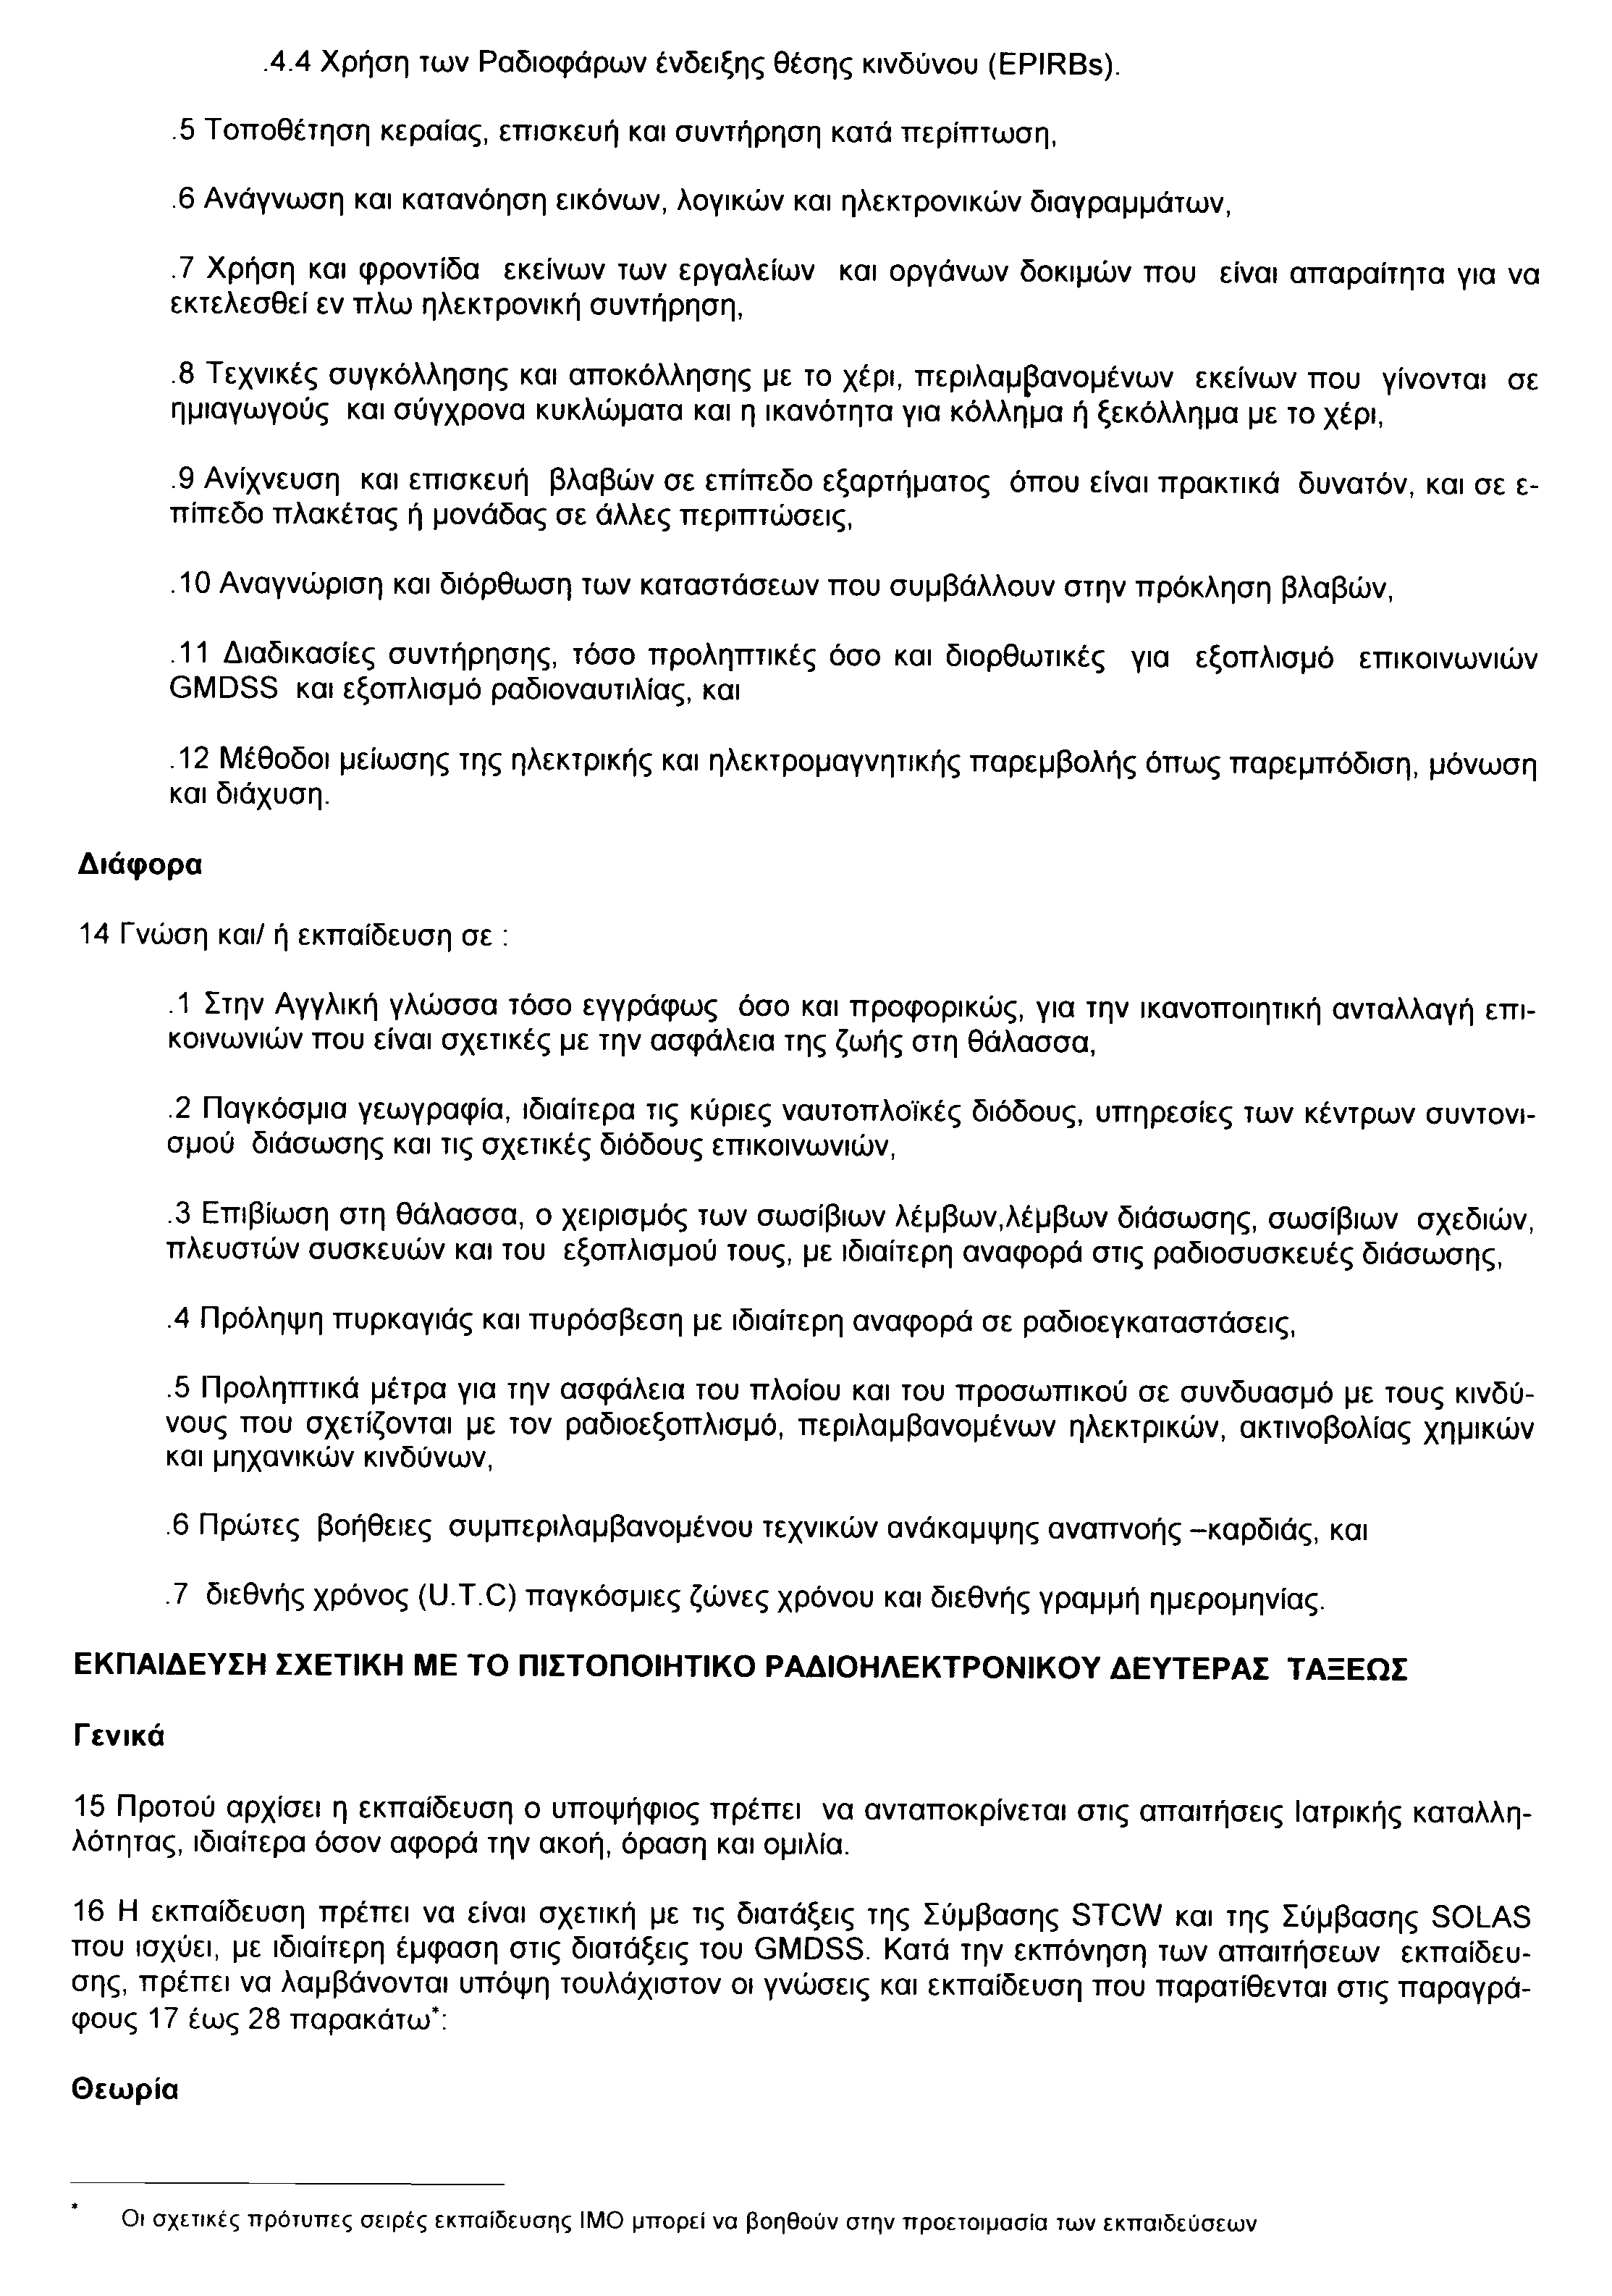 .4.4 Χρήση των Ραδιοφάρων ένδειξης θέσης κινδύνου (EPIRBs).
.5 Τοποθέτηση κεραίας, επισκευή και συντήρηση κατά περίπτωση,
.6 Ανάγνωση και κατανόηση εικόνων, λογικών και ηλεκτρονικών διαγραμμάτων,
.7 Χρήση και φροντίδα εκείνων των εργαλείων και οργάνων δοκιμών που είναι απαραίτητα για να
εκτελεσθεί εν πλω ηλεκτρονική συντήρηση,
.8 Τεχνικές συγκόλλησης και αποκόλλησης με το χέρι, περιλαμβανομένων εκείνων που γίνονται σε
ημιαγωγούς και σύγχρονα κυκλώματα και η ικανότητα για κόλλημα ή ξεκόλλημα με το χέρι,
.9 Ανίχνευση και επισκευή βλαβών σε επίπεδο εξαρτήματος όπου είναι πρακτικά δυνατόν, και σε ε-
πίπεδο πλακέτας ή μονάδας σε άλλες περιπτώσεις,
.10 Αναγνώριση και διόρθωση των καταστάσεων που συμβάλλουν στην πρόκληση βλαβών,
.11 Διαδικασίες συντήρησης, τόσο προληπτικές όσο και διορθωτικές για εξοπλισμό επικοινωνιών
GMDSS και εξοπλισμό ραδιοναυτιλίας, και
.12 Μέθοδοι μείωσης της ηλεκτρικής και ηλεκτρομαγνητικής παρεμβολής όπως παρεμπόδιση, μόνωση
και διάχυση.
Διάφορα
14 Γνώση και/ ή εκπαίδευση σε :
.1 Στην Αγγλική γλώσσα τόσο εγγράφως όσο και προφορικώς, για την ικανοποιητική ανταλλαγή επι-
κοινωνιών που είναι σχετικές με την ασφάλεια της ζωής στη θάλασσα,
.2 Παγκόσμια γεωγραφία, ιδιαίτερα τις κύριες ναυτοπλοϊκές διόδους, υπηρεσίες των κέντρων συντονι-
σμού διάσωσης και τις σχετικές διόδους επικοινωνιών,
.3 Επιβίωση στη θάλασσα, ο χειρισμός των σωσίβιων λέμβων,λέμβων διάσωσης, σωσίβιων σχεδιών,
πλευστών συσκευών και του εξοπλισμού τους, με ιδιαίτερη αναφορά στις ραδιοσυσκευές διάσωσης,
.4 Πρόληψη πυρκαγιάς και πυρόσβεση με ιδιαίτερη αναφορά σε ραδιοεγκαταστάσεις,
.5 Προληπτικά μέτρα για την ασφάλεια του πλοίου και του προσωπικού σε συνδυασμό με τους κινδύ-
νους που σχετίζονται με τον ραδιοεξοπλισμό, περιλαμβανομένων ηλεκτρικών, ακτινοβολίας χημικών
και μηχανικών κινδύνων,
.6 Πρώτες βοήθειες συμπεριλαμβανομένου τεχνικών ανάκαμψης αναπνοής –καρδιάς, και
.7 διεθνής χρόνος (U.T.C) παγκόσμιες ζώνες χρόνου και διεθνής γραμμή ημερομηνίας.
ΕΚΠΑΙΔΕΥΣΗ ΣΧΕΤΙΚΗ ΜΕ ΤΟ ΠΙΣΤΟΠΟΙΗΤΙΚΟ ΡΑΔΙΟΗΛΕΚΤΡΟΝΙΚΟΥ ΔΕΥΤΕΡΑΣ ΤΑΞΕΩΣ
Γενικά
15 Προτού αρχίσει η εκπαίδευση ο υποψήφιος πρέπει να ανταποκρίνεται στις απαιτήσεις Ιατρικής καταλλη-
λότητας, ιδιαίτερα όσον αφορά την ακοή, όραση και ομιλία.
16 Η εκπαίδευση πρέπει να είναι σχετική με τις διατάξεις της Σύμβασης STCW και της Σύμβασης SOLAS
που ισχύει, με ιδιαίτερη έμφαση στις διατάξεις του GMDSS. Κατά την εκπόνηση των απαιτήσεων εκπαίδευ-
σης, πρέπει να λαμβάνονται υπόψη τουλάχιστον οι γνώσεις και εκπαίδευση που παρατίθενται στις παραγρά-
φους 17 έως 28 παρακάτω*:
Θεωρία
* Οι σχετικές πρότυπες σειρές εκπαίδευσης ΙΜΟ μπορεί να βοηθούν στην προετοιμασία των εκπαιδεύσεων